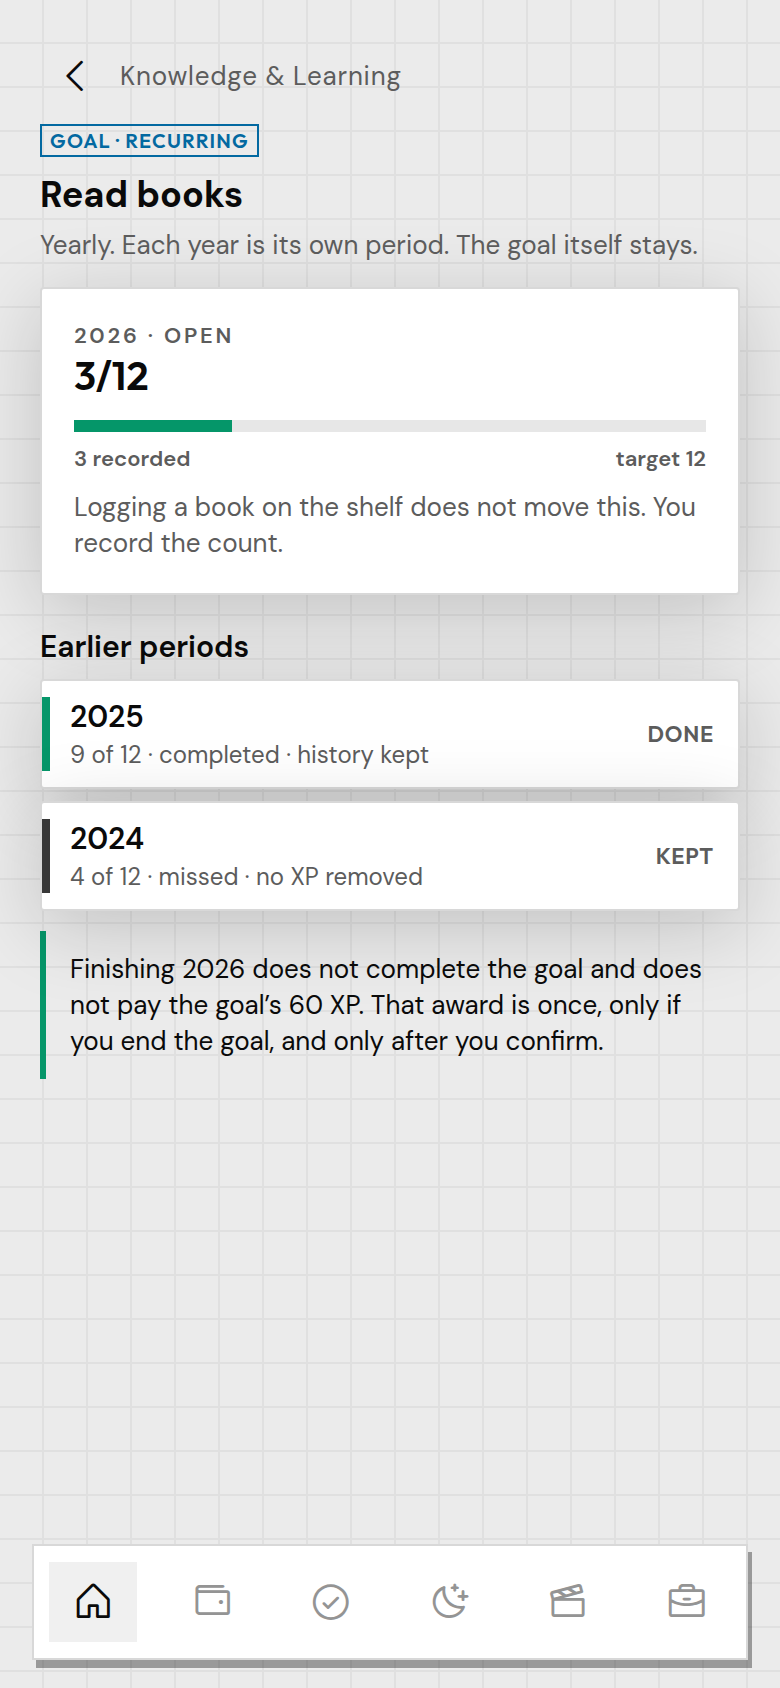 Knowledge & Learning
GOAL · RECURRING
Read books
Yearly. Each year is its own period. The goal itself stays.
2026 · OPEN
3/12
3 recorded
target 12
Logging a book on the shelf does not move this. You
record the count.
Earlier periods
2025
9 of 12 · completed · history kept
DONE
2024
4 of 12 · missed · no XP removed
KEPT
Finishing 2026 does not complete the goal and does
not pay the goal’s 60 XP. That award is once, only if
you end the goal, and only after you confirm.